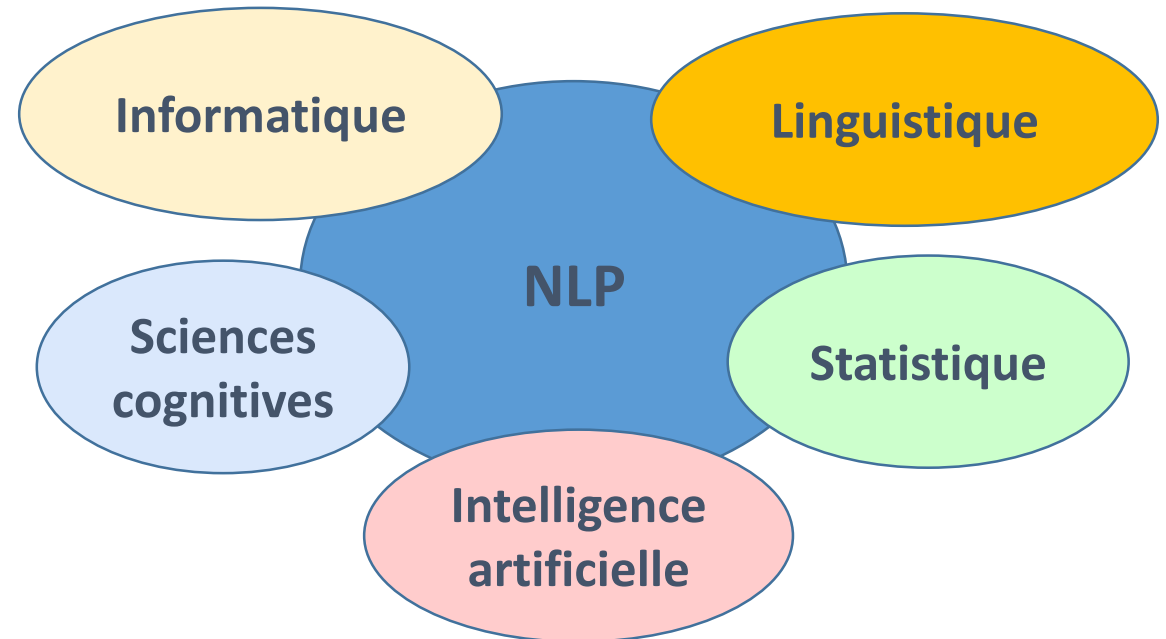 Informatique
Linguistique
NLP
Sciences
cognitives
Statistique
Intelligence
artificielle